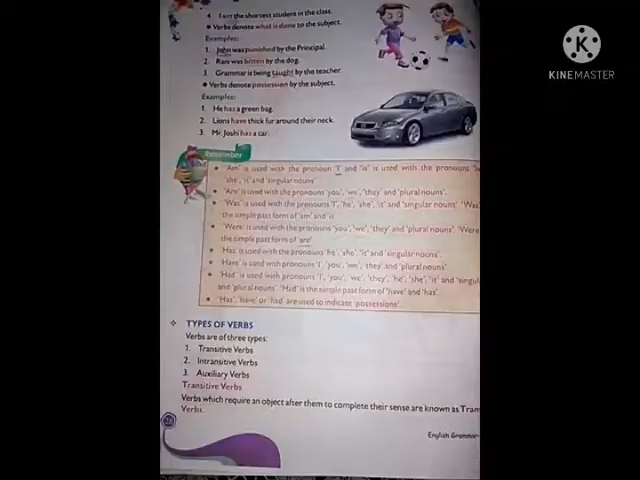 4. I am the shortest student in the class.
• Verbs denote what is done to the subject.
Examples:
1. John was punished by the Principal.
2. Ram was bitten by the dog.
3. Grammar is being taught by the teacher.
• Verbs denote possession by the subject.
Examples:
1. He has a green bag.
2. Lions have thick fur around their neck.
3. Mr. Joshi has a car.
Remember
• 'Am' is used with the pronoun 'I' and 'is' is used with the pronouns
'she', 'it' and singular nouns.
• 'Are' is used with the pronouns 'you', 'we', 'they' and plural nouns.
• 'Was' is used with the pronouns 'I', 'he', 'she', 'it' and singular nouns. 'Was'
the simple past form of 'am' and 'is'.
• 'Were' is used with the pronouns 'you', 'we', 'they' and plural nouns. 'Were
the simple past form of 'are'.
• 'Has' is used with the pronouns 'he', 'she', 'it' and singular nouns.
• 'Have' is used with pronouns 'I', 'you', 'we', 'they' and plural nouns.
• 'Had' is used with pronouns 'I', 'you', 'we', 'they', 'he', 'she', 'it' and singul
and plural nouns. 'Had' is the simple past form of 'have' and 'has'.
• 'Has', 'have' or 'had' are used to indicate 'possessions'.
❖ TYPES OF VERBS
Verbs are of three types:
1. Transitive Verbs
2. Intransitive Verbs
3. Auxiliary Verbs
Transitive Verbs
Verbs which require an object after them to complete their sense are known as Tran
Verbs.
English Grammar-
KINEMASTER